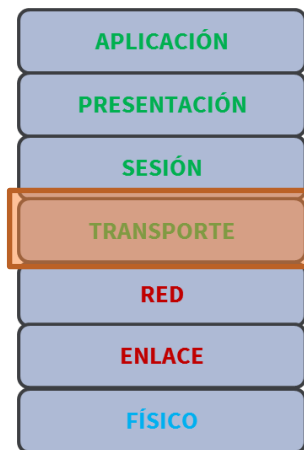 APLICACIÓN
PRESENTACIÓN
SESIÓN
TRANSPORTE
RED
ENLACE
FÍSICO